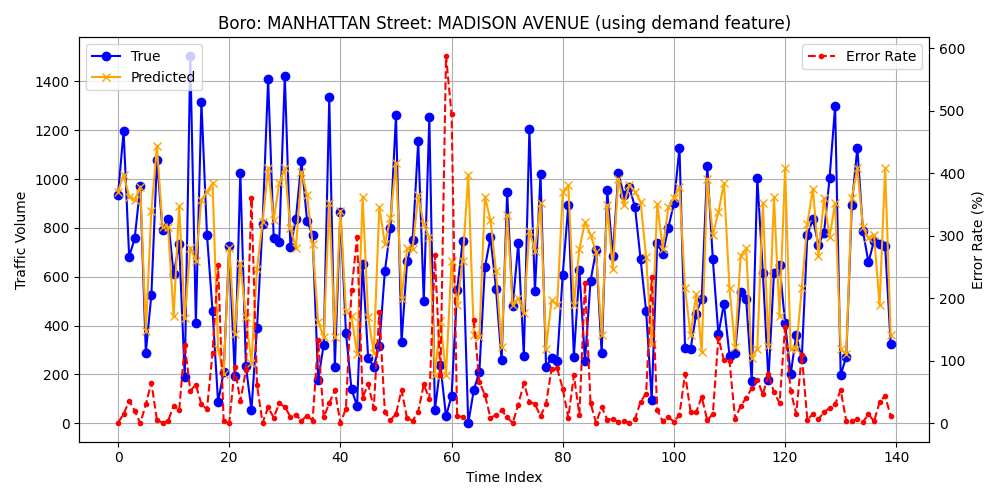 Boro: MANHATTAN Street: MADISON AVENUE (using demand feature)
True
Predicted
Error Rate
Traffic Volume
1400
1200
1000
800
600
400
200
0
600
500
400
300
200
100
0
Error Rate (%)
0 20 40 60 80 100 120 140
Time Index